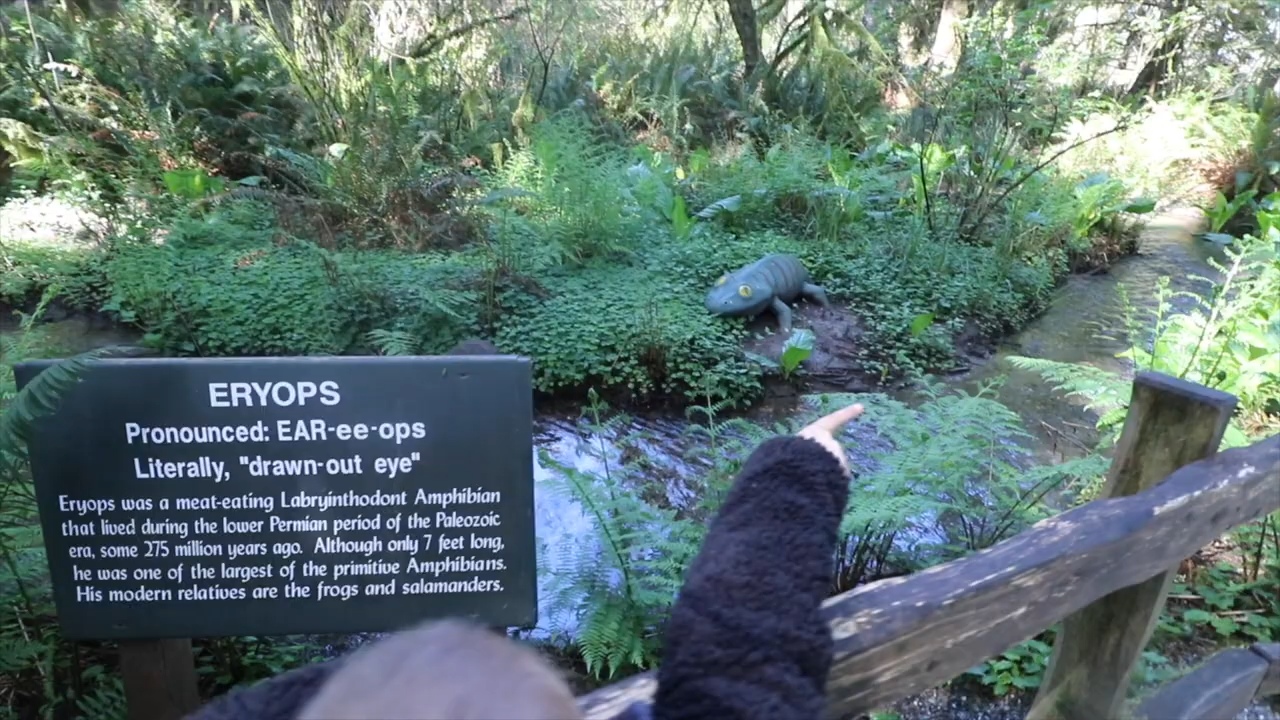 ERYOPS
Pronounced: EAR-ee-ops
Literally, "drawn-out eye"
Eryops was a meat-eating Labryinthodont Amphibian
that lived during the lower Permian period of the Paleozoic
era, some 275 million years ago. Although only 7 feet long,
he was one of the largest of the primitive Amphibians.
His modern relatives are the frogs and salamanders.